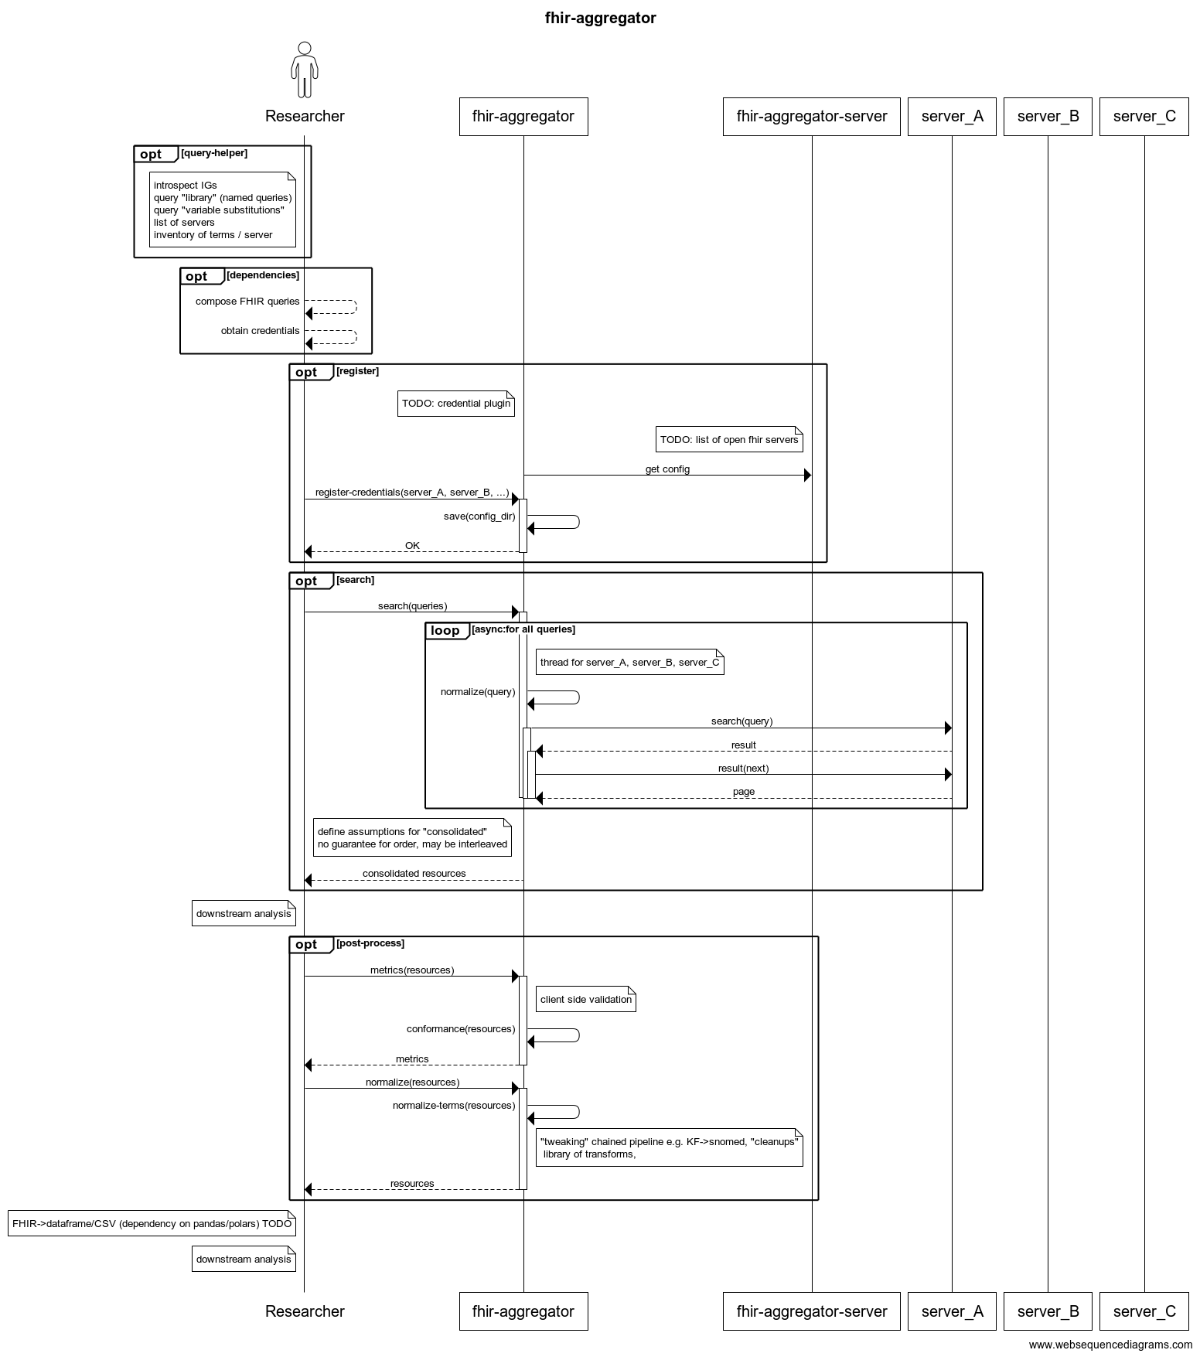 fhir-aggregator
Researcher
fhir-aggregator
fhir-aggregator-server
server_A
server_B
server_C
opt
[query-helper]
introspect IGs
query "library" (named queries)
query "variable substitutions"
list of servers
inventory of terms / server
opt
[dependencies]
compose FHIR queries
obtain credentials
opt
[register]
TODO: credential plugin
TODO: list of open fhir servers
get config
register-credentials(server_A, server_B, ...)
save(config_dir)
OK
opt
[search]
search(queries)
loop
[async:for all queries]
thread for server_A, server_B, server_C
normalize(query)
search(query)
result
result(next)
page
define assumptions for "consolidated"
no guarantee for order, may be interleaved
consolidated resources
downstream analysis
opt
[post-process]
metrics(resources)
client side validation
conformance(resources)
metrics
normalize(resources)
normalize-terms(resources)
"tweaking" chained pipeline e.g. KF->snomed, "cleanups"
library of transforms,
resources
FHIR->dataframe/CSV (dependency on pandas/polars) TODO
downstream analysis
Researcher
fhir-aggregator
fhir-aggregator-server
server_A
server_B
server_C
www.websequencediagrams.com